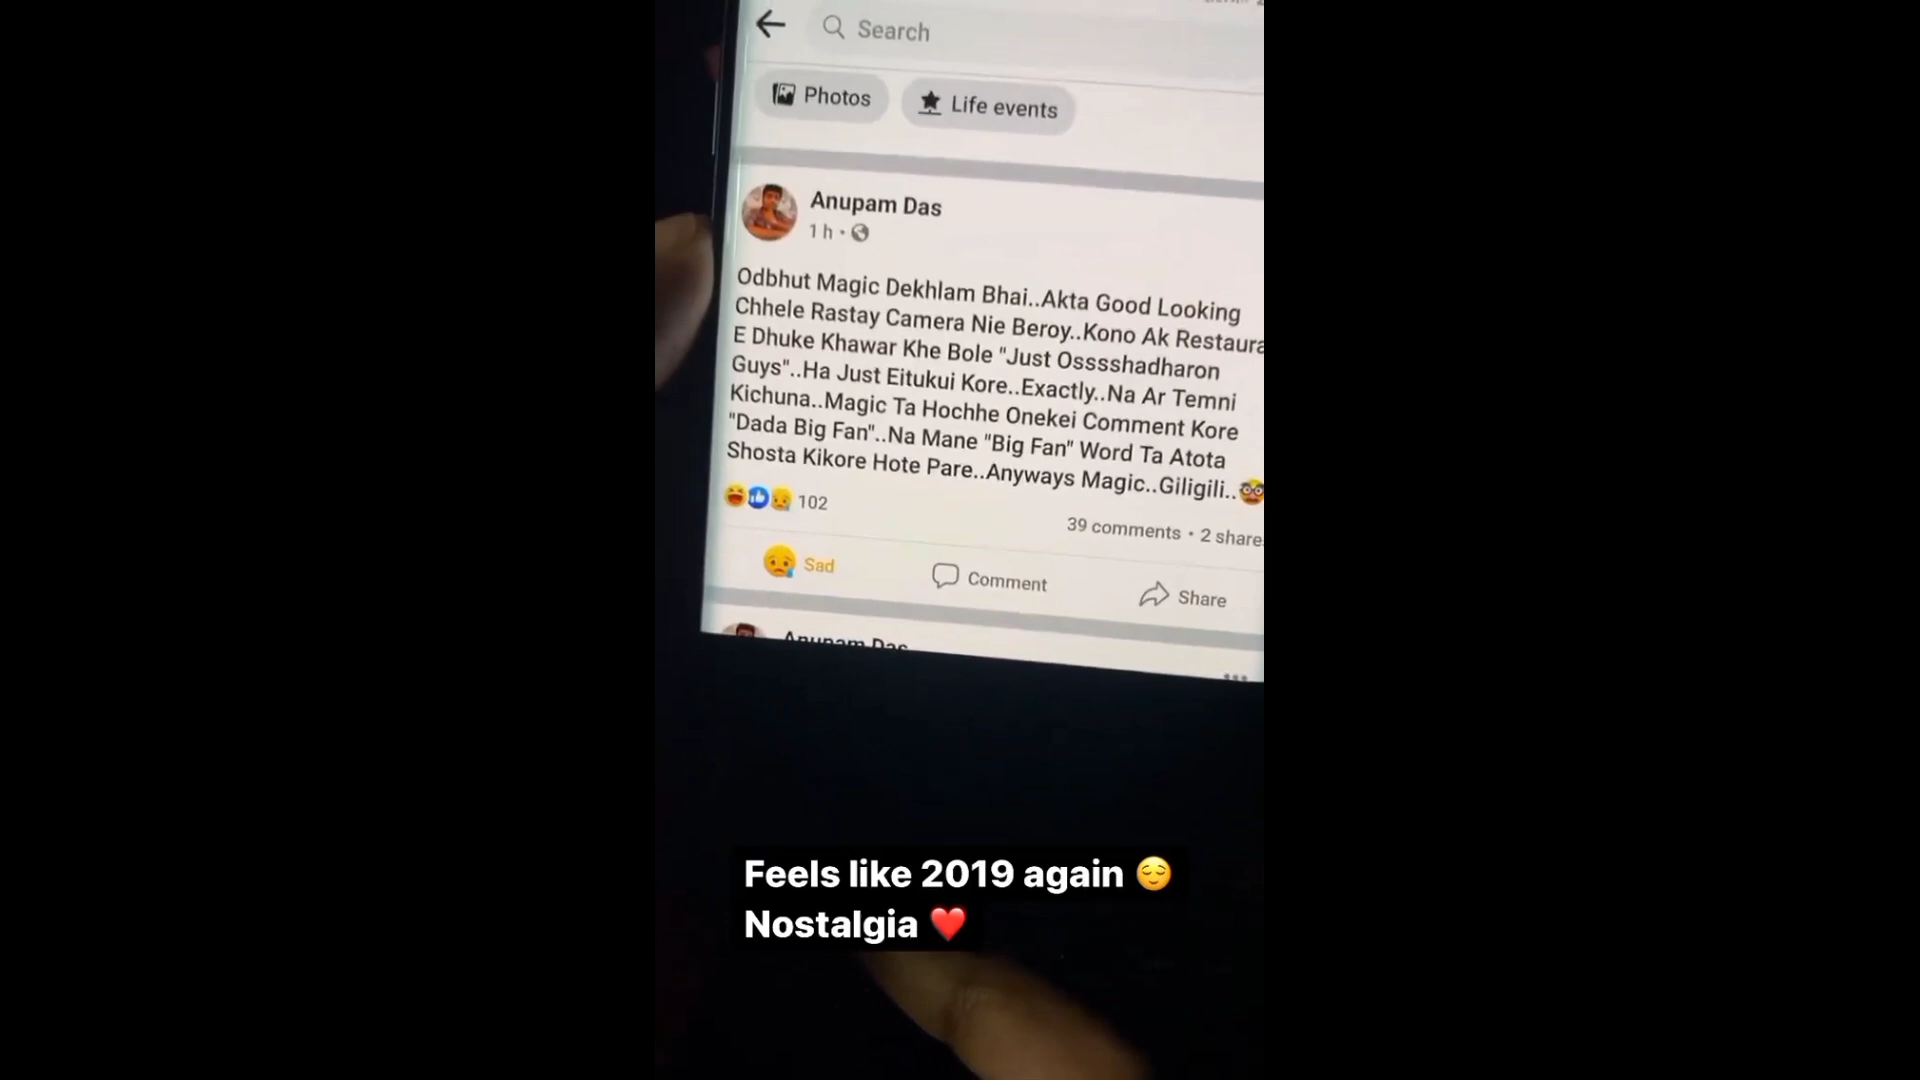 Search
Photos
Life events
Anupam Das
1 h
Odbhut Magic Dekhlam Bhai..Akta Good Looking
Chhele Rastay Camera Nie Beroy..Kono Ak Restaura
E Dhuke Khawar Khe Bole "Just Osssshadharon
Guys"..Ha Just Eitukui Kore..Exactly..Na Ar Temni
Kichuna..Magic Ta Hochhe Onekei Comment Kore
"Dada Big Fan"..Na Mane "Big Fan" Word Ta Atota
Shosta Kikore Hote Pare..Anyways Magic..Giligili..🥸
102
39 comments • 2 share
Sad
Comment
Share
Anupam Das
Feels like 2019 again 😌
Nostalgia ❤️